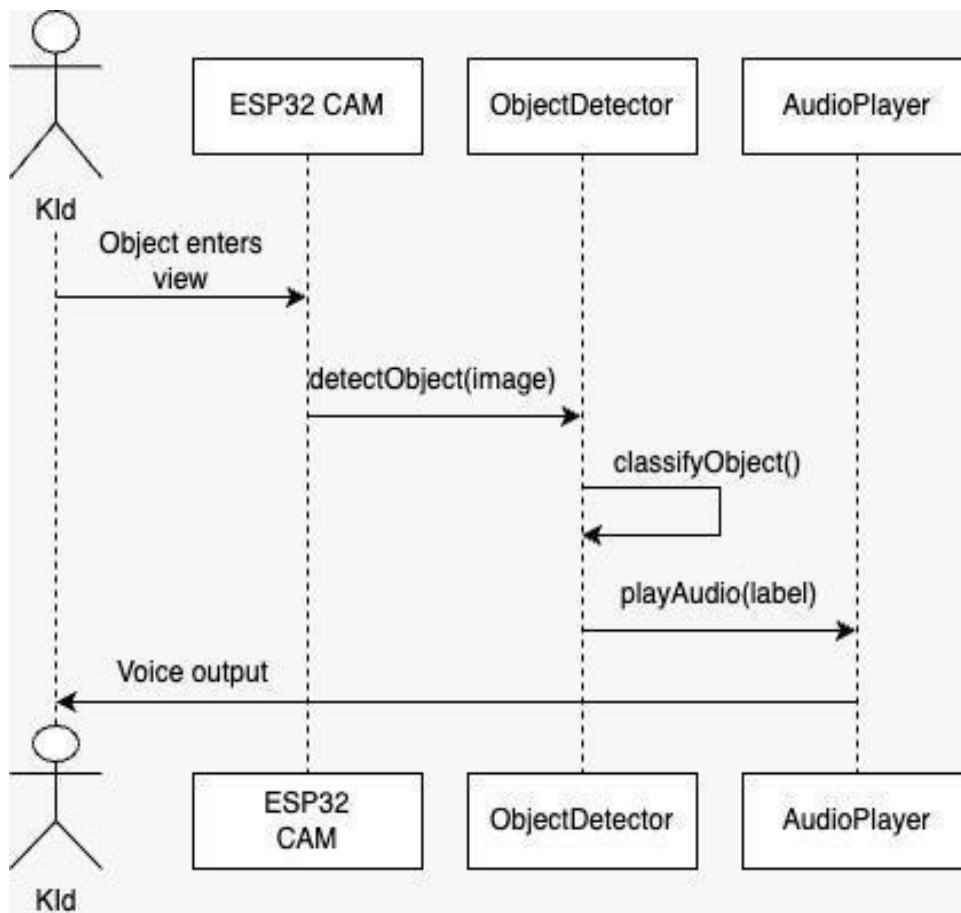 ESP32 CAM
ObjectDetector
AudioPlayer
KId
Object enters
view
detectObject(image)
classifyObject()
playAudio(label)
Voice output
ESP32
CAM
ObjectDetector
AudioPlayer
KId